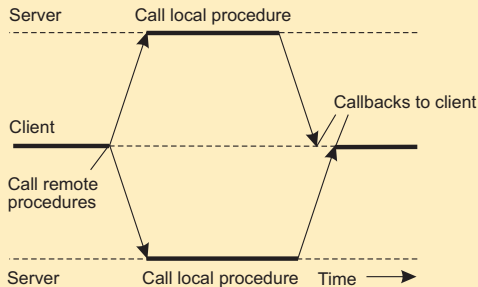 Server
Call local procedure
Callbacks to client
Client
Call remote
procedures
Server
Call local procedure
Time